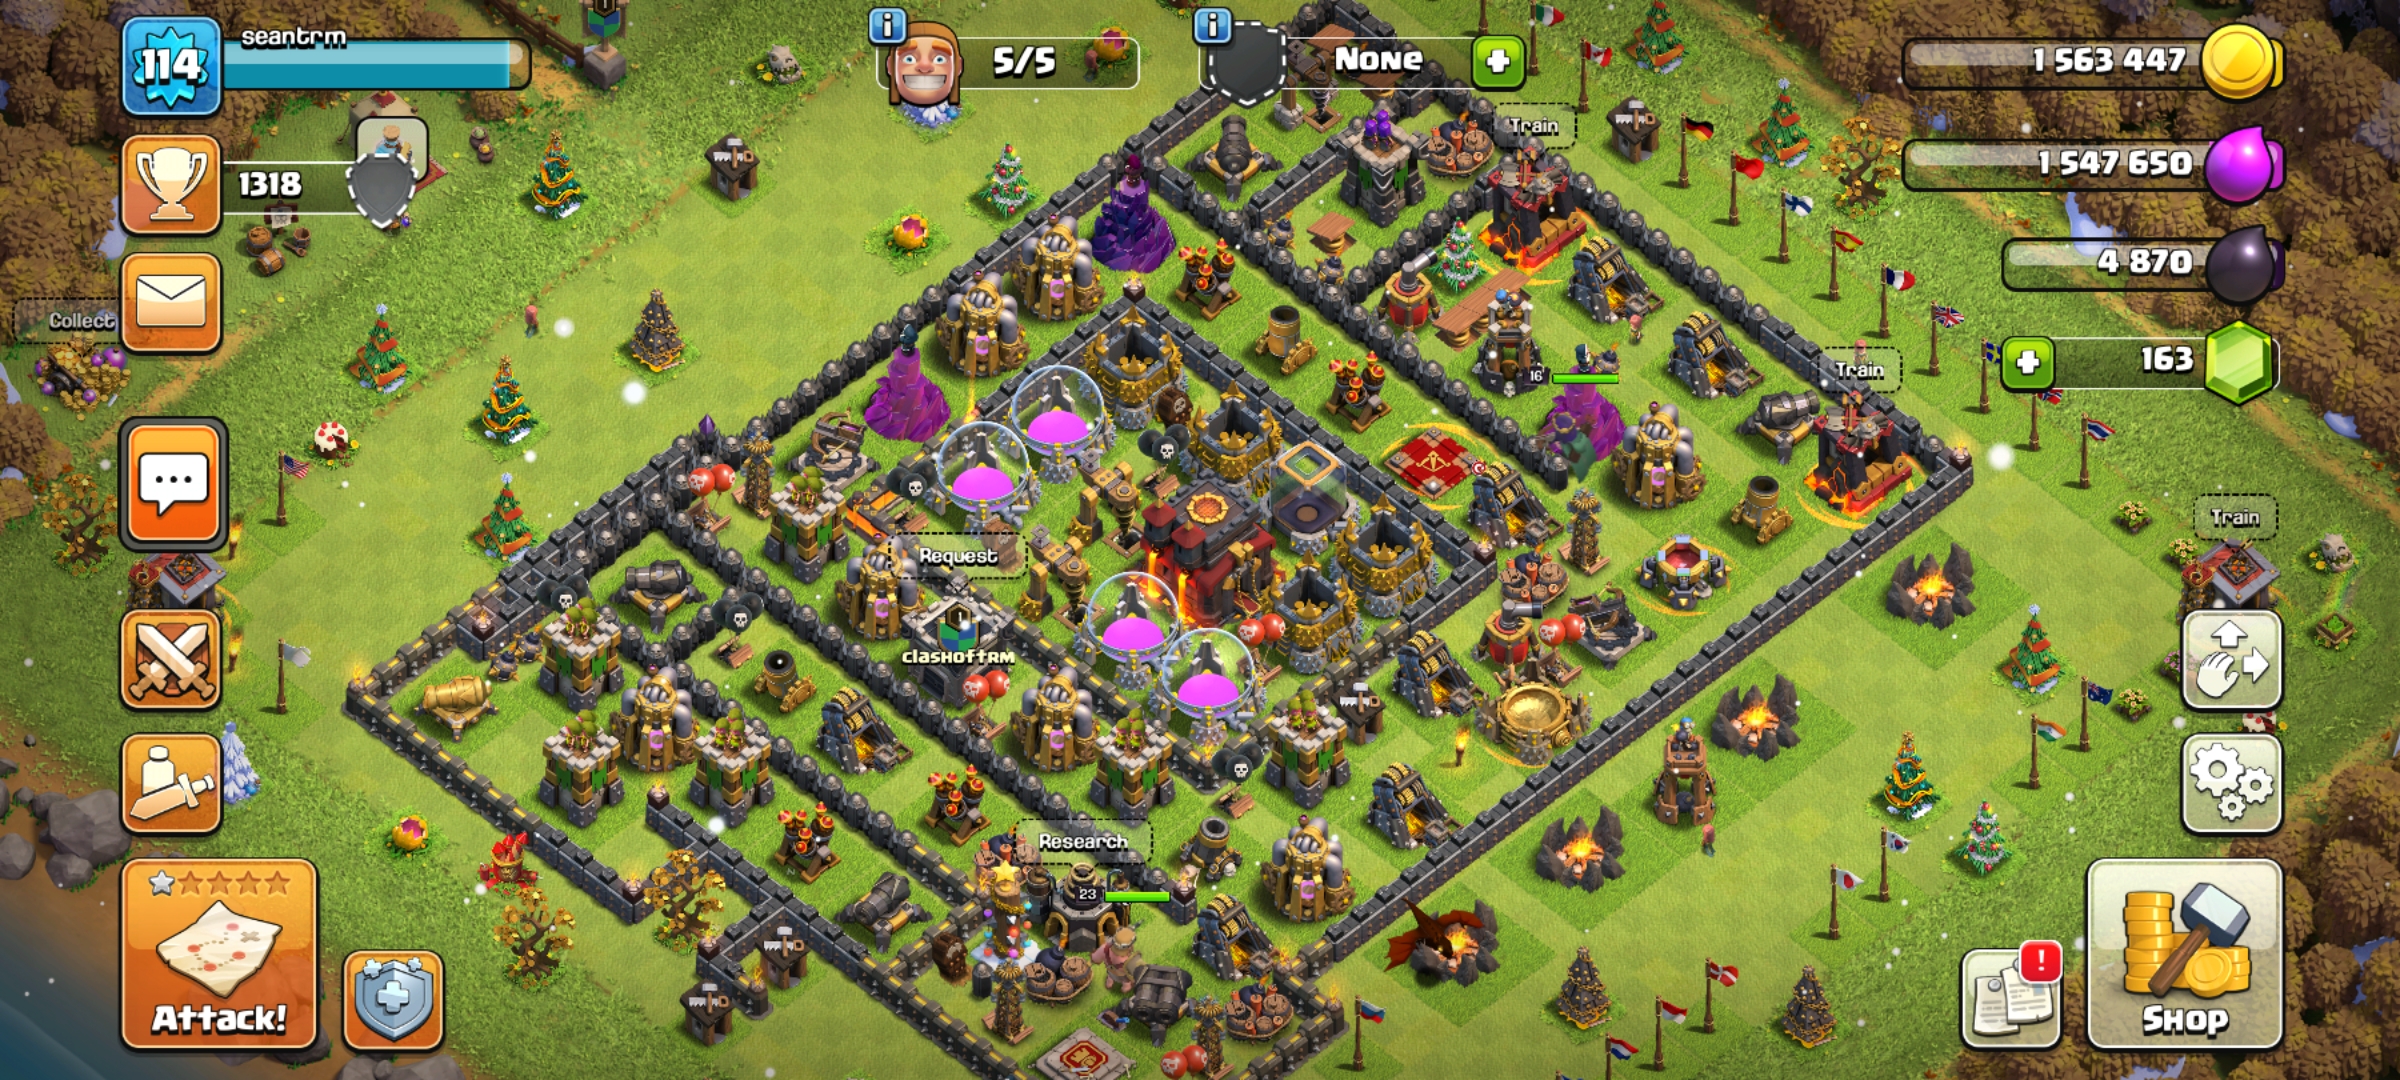 114
seantrm
5/5
None
1 563 447
Train
1318
1 547 650
4 870
Collect
163
Train
16
Train
Request
1
clashoftrm
Research
23
Attack!
!
Shop